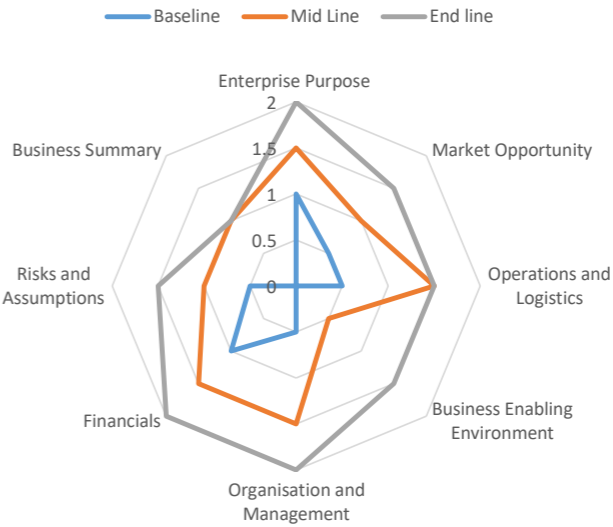 Baseline Mid Line End line
Enterprise Purpose
2
Business Summary
1.5
Market Opportunity
1
0.5
Risks and
Assumptions
0
Operations and
Logistics
Financials
Business Enabling
Environment
Organisation and
Management